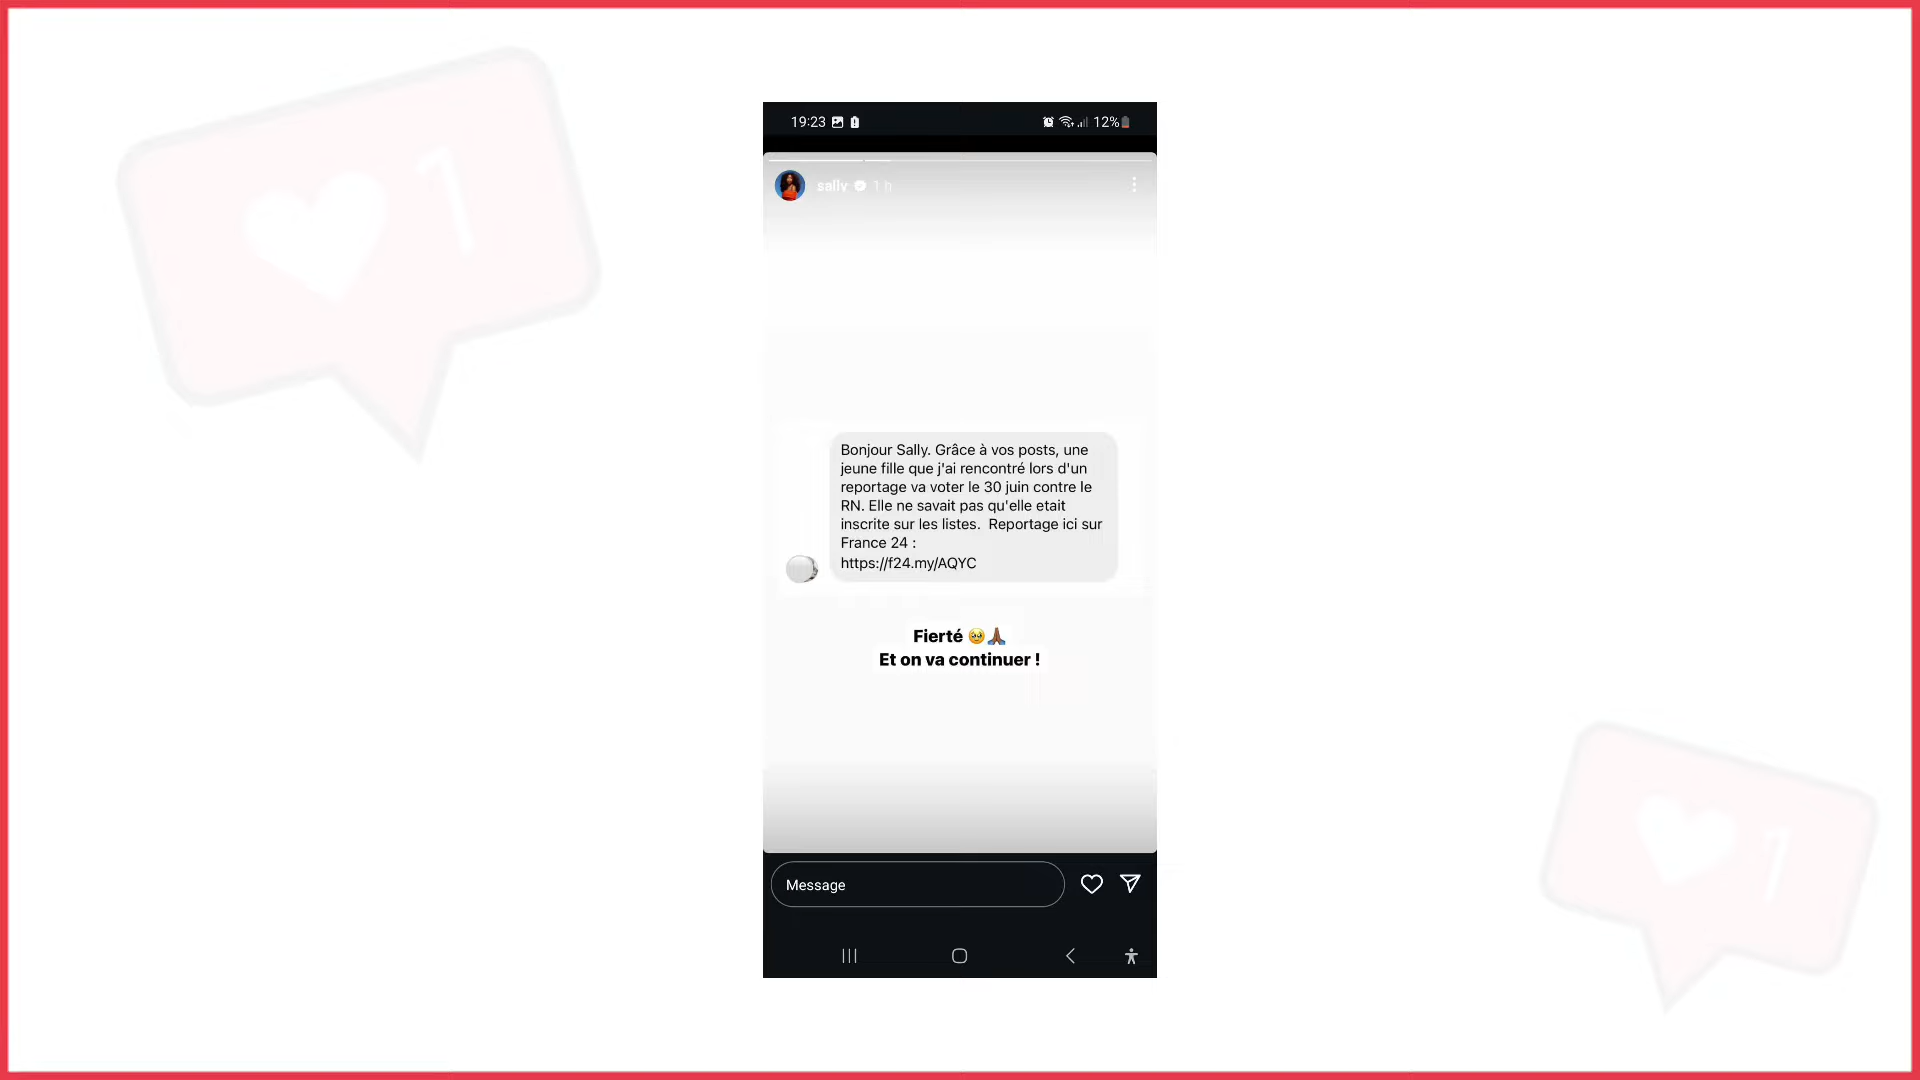 1
19:23
12%
sally 1 h
Bonjour Sally. Grâce à vos posts, une
jeune fille que j'ai rencontré lors d'un
reportage va voter le 30 juin contre le
RN. Elle ne savait pas qu'elle etait
inscrite sur les listes.  Reportage ici sur
France 24 :
https://f24.my/AQYC
Fierté 🥹🙏🏾
Et on va continuer !
Message
1